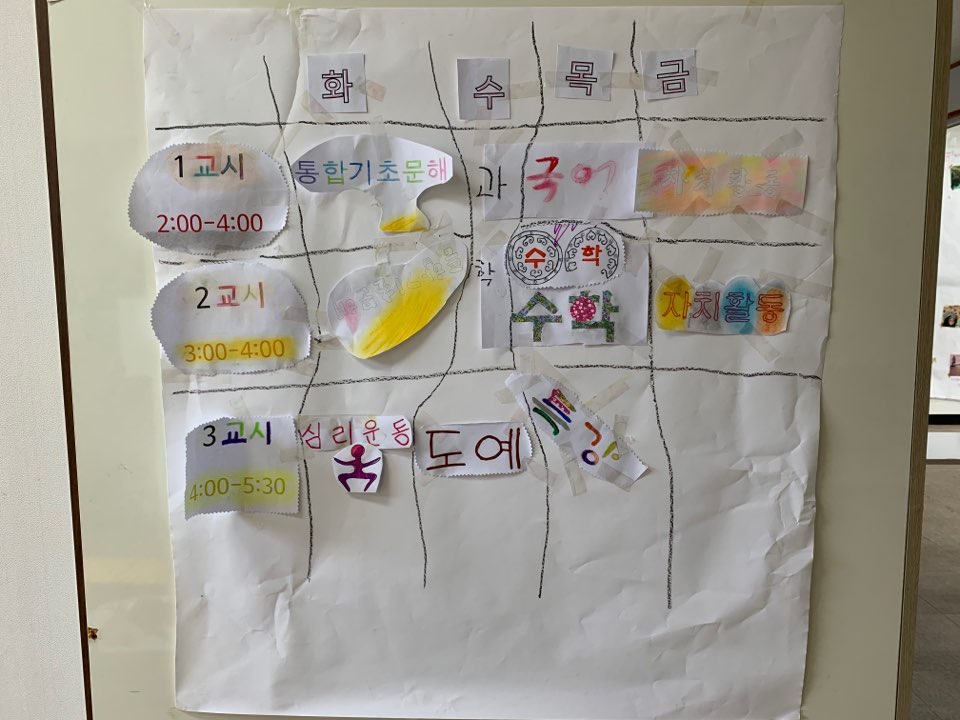 화 수 목 금
1교시 통합기초문해 과 국어
2:00-4:00
학 수학
2교시 수학 자치활동
3:00-4:00
3교시 심리운동 도예
4:00-5:30